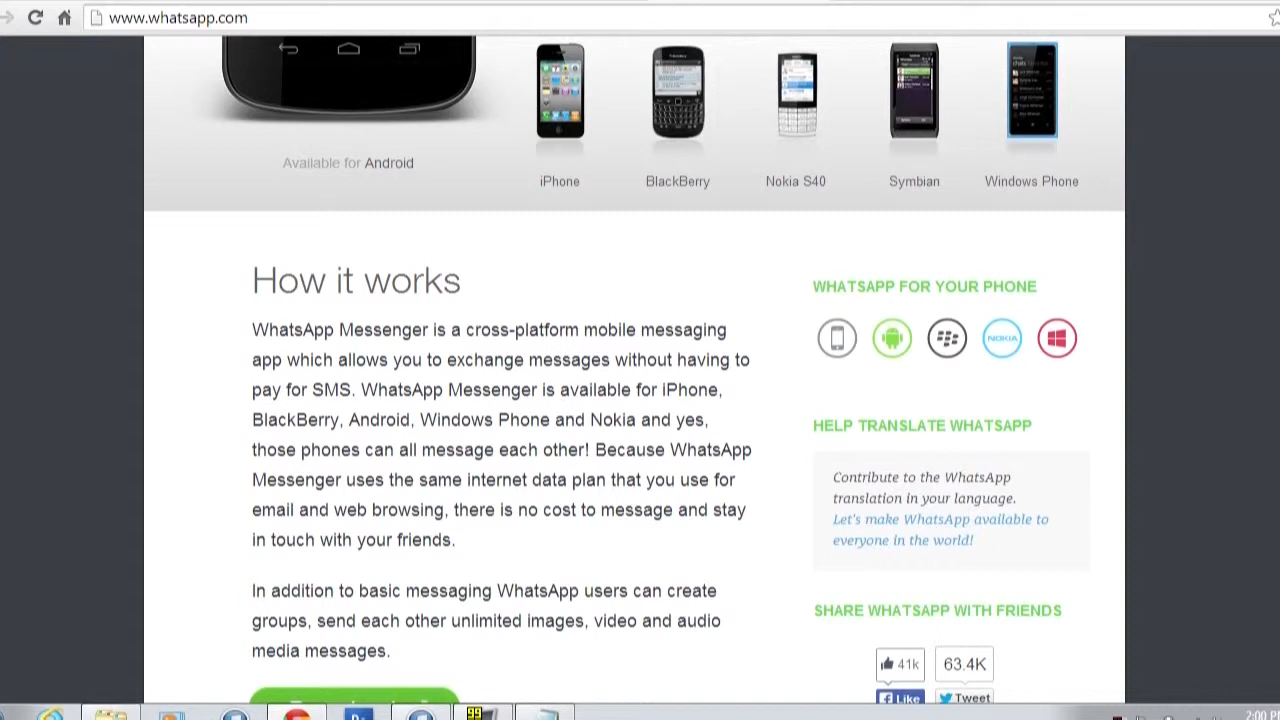 www.whatsapp.com
Available for Android
iPhone
BlackBerry
Nokia S40
Symbian
Windows Phone
How it works
WhatsApp Messenger is a cross-platform mobile messaging
app which allows you to exchange messages without having to
pay for SMS. WhatsApp Messenger is available for iPhone,
BlackBerry, Android, Windows Phone and Nokia and yes,
those phones can all message each other! Because WhatsApp
Messenger uses the same internet data plan that you use for
email and web browsing, there is no cost to message and stay
in touch with your friends.
In addition to basic messaging WhatsApp users can create
groups, send each other unlimited images, video and audio
media messages.
WHATSAPP FOR YOUR PHONE
NOKIA
HELP TRANSLATE WHATSAPP
Contribute to the WhatsApp
translation in your language.
Let's make WhatsApp available to
everyone in the world!
SHARE WHATSAPP WITH FRIENDS
41k
63.4K
Like
Tweet
2:00